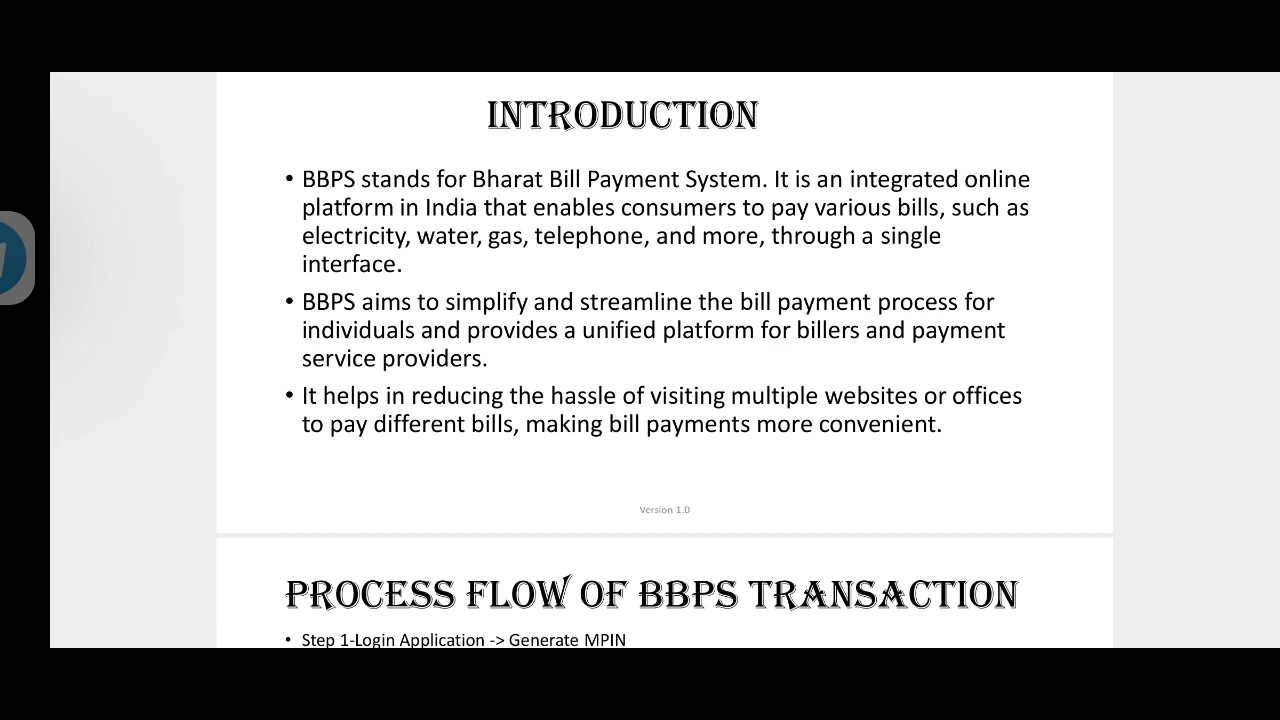 INTRODUCTION
• BBPS stands for Bharat Bill Payment System. It is an integrated online
platform in India that enables consumers to pay various bills, such as
electricity, water, gas, telephone, and more, through a single
interface.
• BBPS aims to simplify and streamline the bill payment process for
individuals and provides a unified platform for billers and payment
service providers.
• It helps in reducing the hassle of visiting multiple websites or offices
to pay different bills, making bill payments more convenient.
Version 1.0
PROCESS FLOW OF BBPS TRANSACTION
• Step 1-Login Application -> Generate MPIN